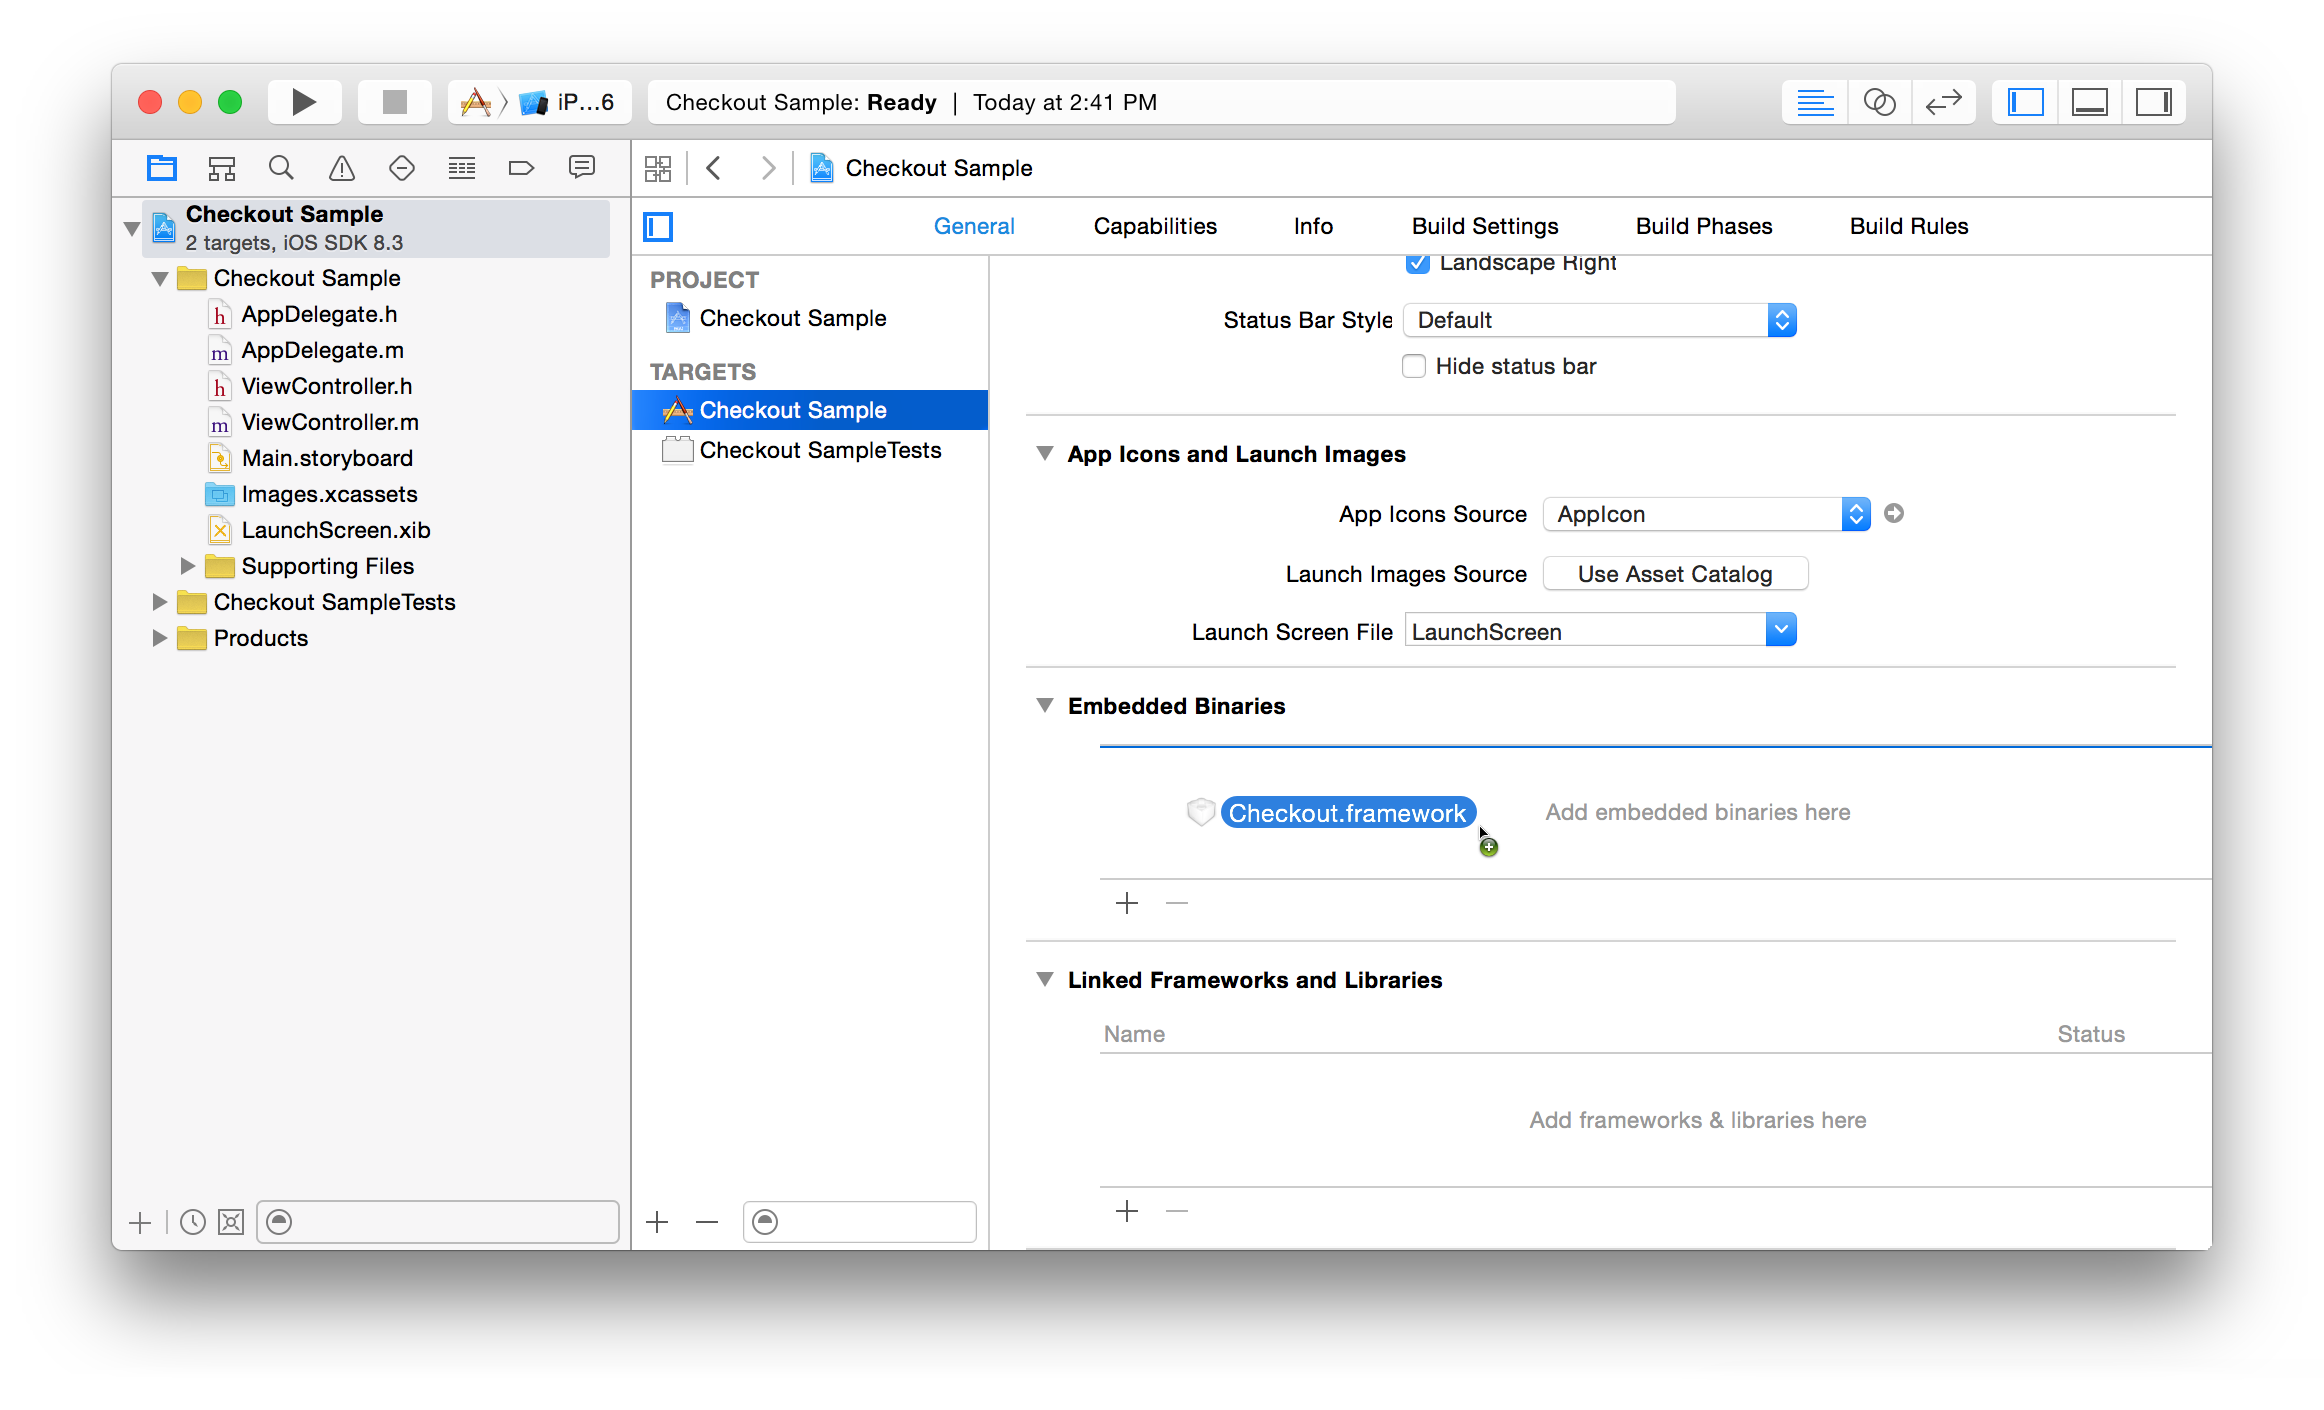 iP...6
Checkout Sample: Ready | Today at 2:41 PM
Checkout Sample
Checkout Sample
2 targets, iOS SDK 8.3
Checkout Sample
h AppDelegate.h
m AppDelegate.m
h ViewController.h
m ViewController.m
Main.storyboard
Images.xcassets
LaunchScreen.xib
Supporting Files
Checkout SampleTests
Products
General Capabilities Info Build Settings Build Phases Build Rules
PROJECT
Checkout Sample
TARGETS
Checkout Sample
Checkout SampleTests
Landscape Right
Status Bar Style Default
Hide status bar
App Icons and Launch Images
App Icons Source AppIcon
Launch Images Source Use Asset Catalog
Launch Screen File LaunchScreen
Embedded Binaries
Checkout.framework Add embedded binaries here
Linked Frameworks and Libraries
Name Status
Add frameworks & libraries here